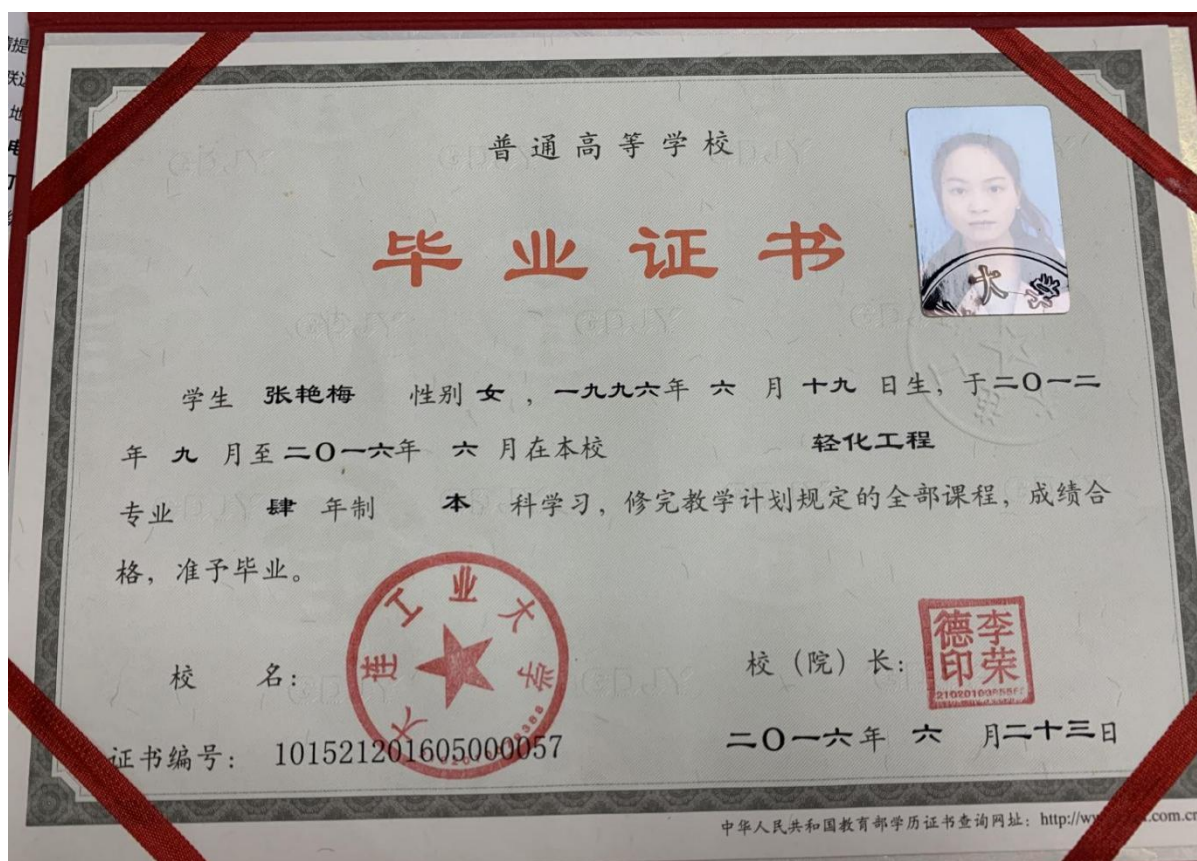 普通高等学校
毕业证书
大学
学生 张艳梅 性别 女 ，一九九六年 六 月 十九 日生，于二O一二
年 九 月至二O一六年 六 月在本校 轻化工程
专业 肆 年制 本 科学习，修完教学计划规定的全部课程，成绩合
格，准予毕业。
大连工业大学
校 名：
校（院）长：
李荣德印
证书编号： 101521201605000057
二O一六年 六 月二十三日
中华人民共和国教育部学历证书查询网址：http://
com.cn